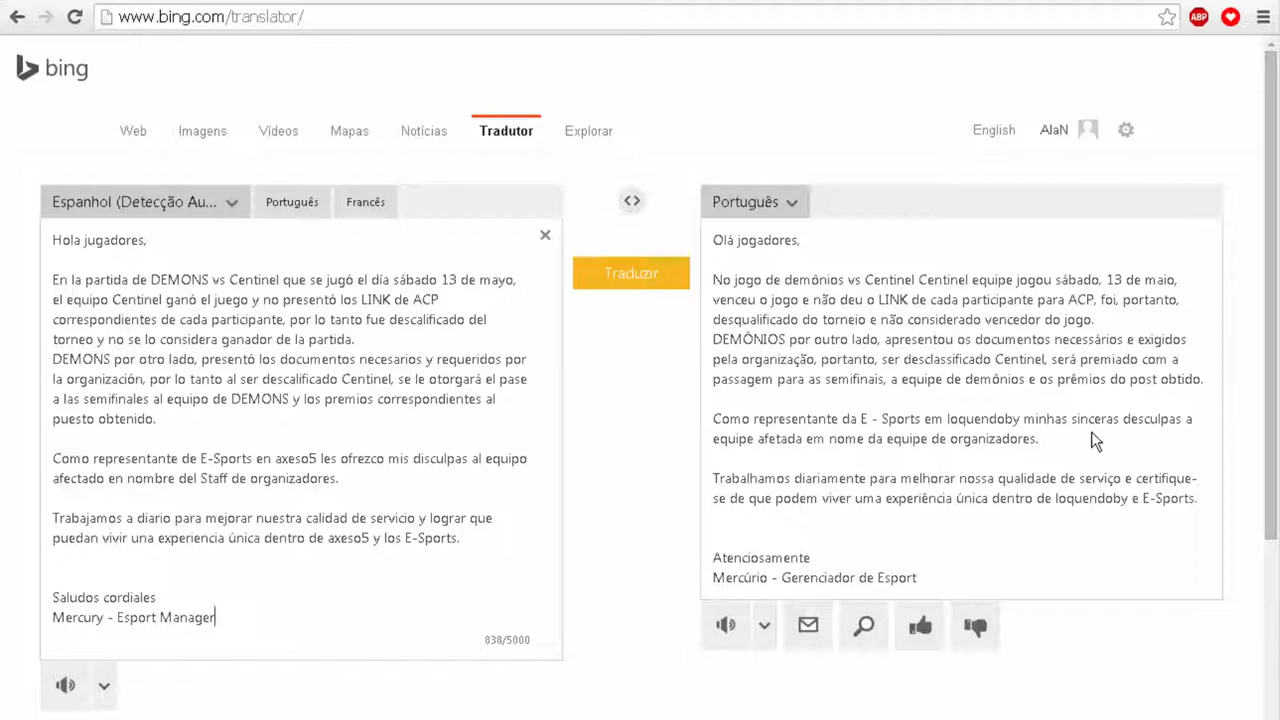 www.bing.com/translator/
ABP
bing
Web Imagens Vídeos Mapas Notícias Tradutor Explorar
English AlaN
Espanhol (Detecção Au... Português Francês
Hola jugadores,
En la partida de DEMONS vs Centinel que se jugó el día sábado 13 de mayo,
el equipo Centinel ganó el juego y no presentó los LINK de ACP
correspondientes de cada participante, por lo tanto fue descalificado del
torneo y no se lo considera ganador de la partida.
DEMONS por otro lado, presentó los documentos necesarios y requeridos por
la organización, por lo tanto al ser descalificado Centinel, se le otorgará el pase
a las semifinales al equipo de DEMONS y los premios correspondientes al
puesto obtenido.
Como representante de E-Sports en axeso5 les ofrezco mis disculpas al equipo
afectado en nombre del Staff de organizadores.
Trabajamos a diario para mejorar nuestra calidad de servicio y lograr que
puedan vivir una experiencia única dentro de axeso5 y los E-Sports.
Saludos cordiales
Mercury - Esport Manager
838/5000
Traduzir
Português
Olá jogadores,
No jogo de demônios vs Centinel Centinel equipe jogou sábado, 13 de maio,
venceu o jogo e não deu o LINK de cada participante para ACP, foi, portanto,
desqualificado do torneio e não considerado vencedor do jogo.
DEMÔNIOS por outro lado, apresentou os documentos necessários e exigidos
pela organização, portanto, ser desclassificado Centinel, será premiado com a
passagem para as semifinais, a equipe de demônios e os prêmios do post obtido.
Como representante da E - Sports em loquendoby minhas sinceras desculpas a
equipe afetada em nome da equipe de organizadores.
Trabalhamos diariamente para melhorar nossa qualidade de serviço e certifique-
se de que podem viver uma experiência única dentro de loquendoby e E-Sports.
Atenciosamente
Mercúrio - Gerenciador de Esport